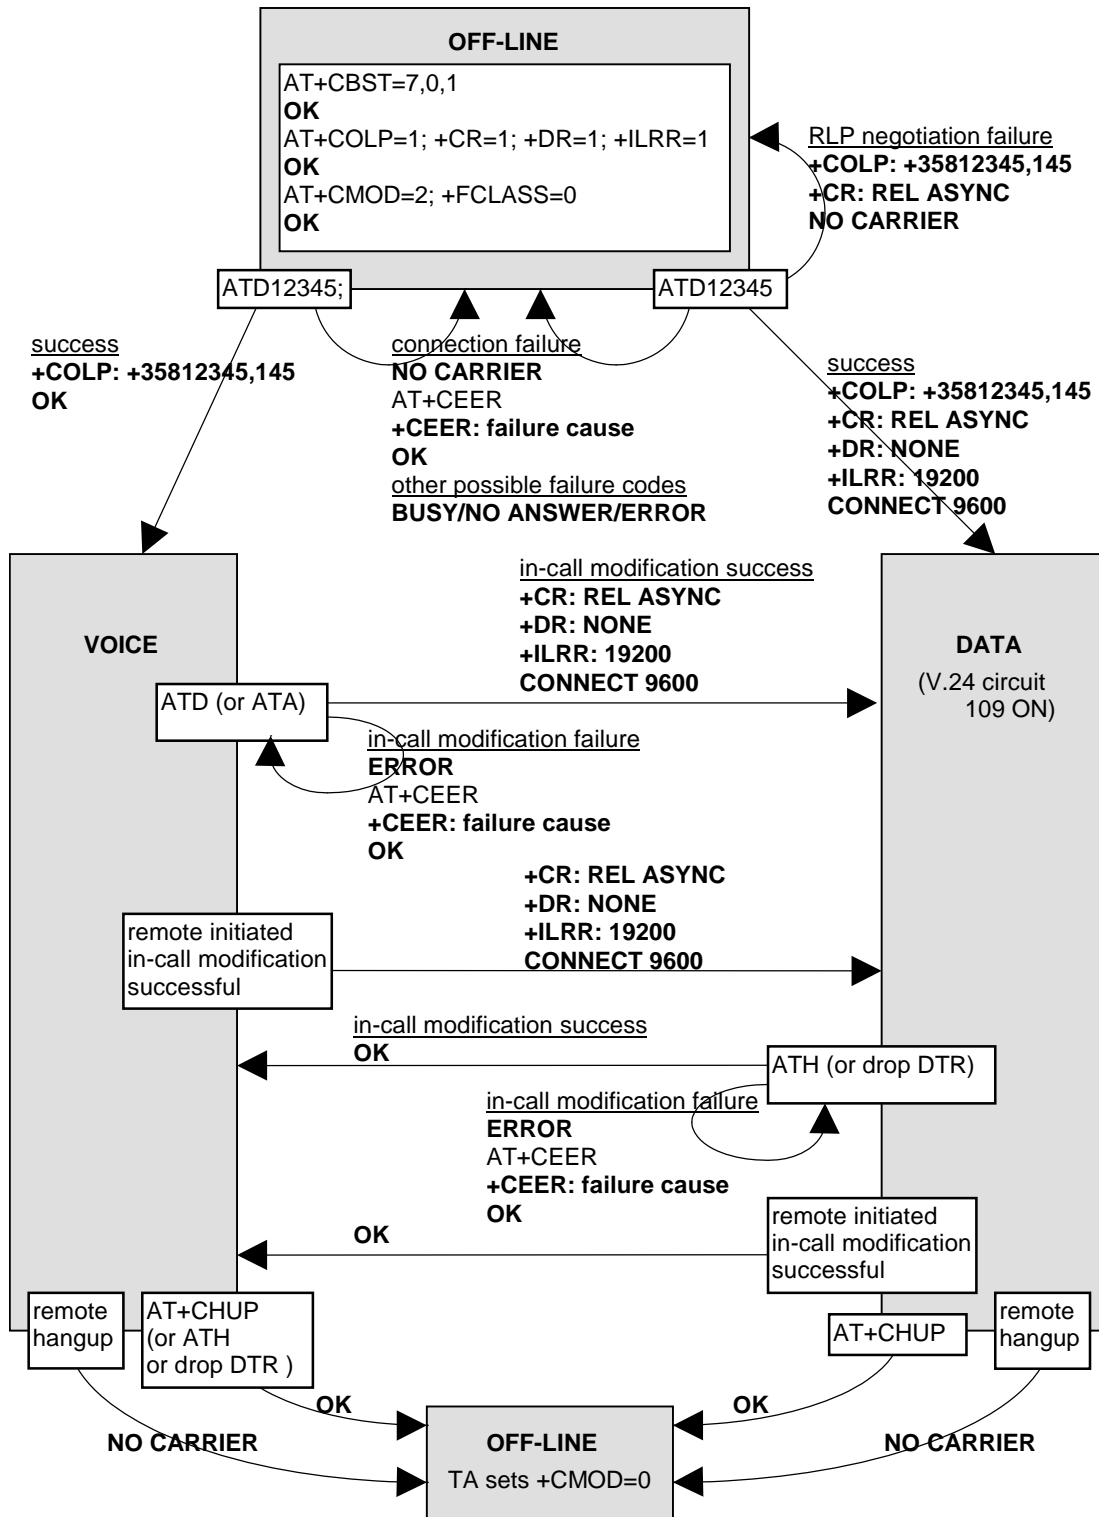 OFF-LINE
AT+CBST=7,0,1
OK
AT+COLP=1; +CR=1; +DR=1; +ILRR=1
OK
AT+CMOD=2; +FCLASS=0
OK
RLP negotiation failure
+COLP: +35812345,145
+CR: REL ASYNC
NO CARRIER
ATD12345;
ATD12345
success
+COLP: +35812345,145
OK
connection failure
NO CARRIER
AT+CEER
+CEER: failure cause
OK
other possible failure codes
BUSY/NO ANSWER/ERROR
success
+COLP: +35812345,145
+CR: REL ASYNC
+DR: NONE
+ILRR: 19200
CONNECT 9600
VOICE
in-call modification success
+CR: REL ASYNC
+DR: NONE
+ILRR: 19200
CONNECT 9600
DATA
(V.24 circuit
109 ON)
ATD (or ATA)
in-call modification failure
ERROR
AT+CEER
+CEER: failure cause
OK
+CR: REL ASYNC
+DR: NONE
+ILRR: 19200
CONNECT 9600
remote initiated
in-call modification
successful
in-call modification success
OK
ATH (or drop DTR)
in-call modification failure
ERROR
AT+CEER
+CEER: failure cause
OK
remote initiated
in-call modification
successful
OK
remote
hangup
AT+CHUP
(or ATH
or drop DTR )
AT+CHUP
remote
hangup
OK
OK
NO CARRIER
NO CARRIER
OFF-LINE
TA sets +CMOD=0